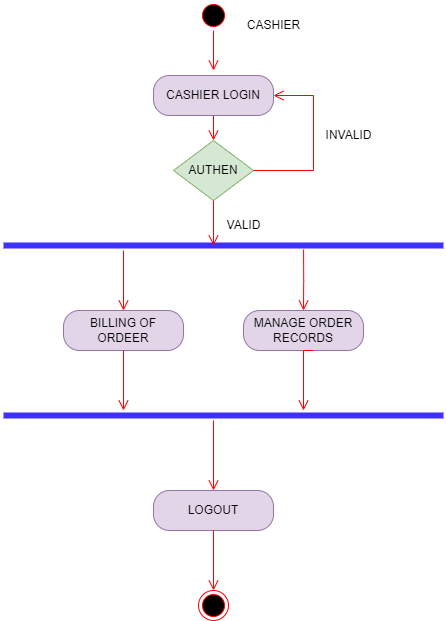 CASHIER
CASHIER LOGIN
INVALID
AUTHEN
VALID
BILLING OF
ORDEER
MANAGE ORDER
RECORDS
LOGOUT